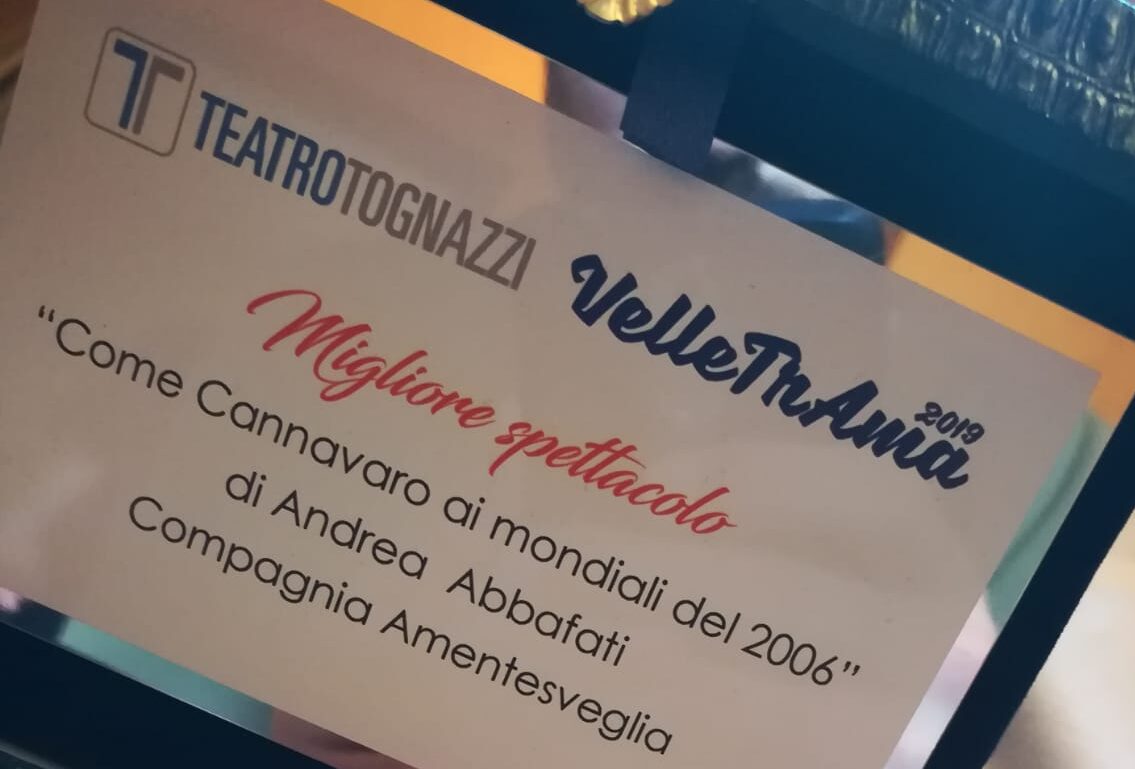 T TEATROTOGNAZZI
VelleTrAma 2019
Migliore spettacolo
“Come Cannavaro ai mondiali del 2006”
di Andrea Abbafati
Compagnia Amentesveglia